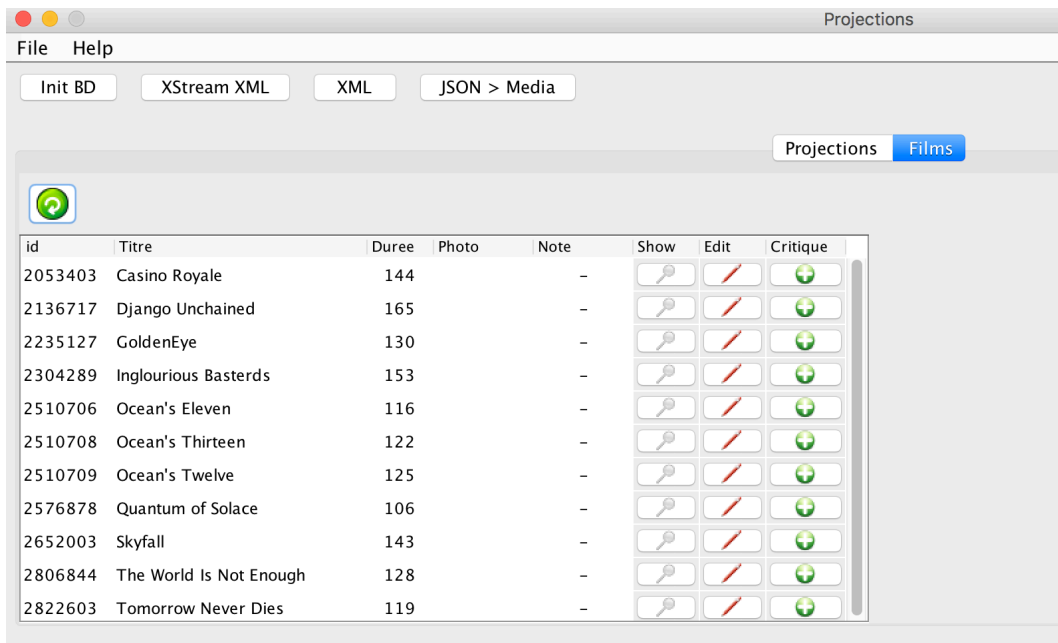 Projections
File Help
Init BD XStream XML XML JSON > Media
Projections Films
id Titre Duree Photo Note Show Edit Critique
2053403 Casino Royale 144 –
2136717 Django Unchained 165 –
2235127 GoldenEye 130 –
2304289 Inglourious Basterds 153 –
2510706 Ocean's Eleven 116 –
2510708 Ocean's Thirteen 122 –
2510709 Ocean's Twelve 125 –
2576878 Quantum of Solace 106 –
2652003 Skyfall 143 –
2806844 The World Is Not Enough 128 –
2822603 Tomorrow Never Dies 119 –